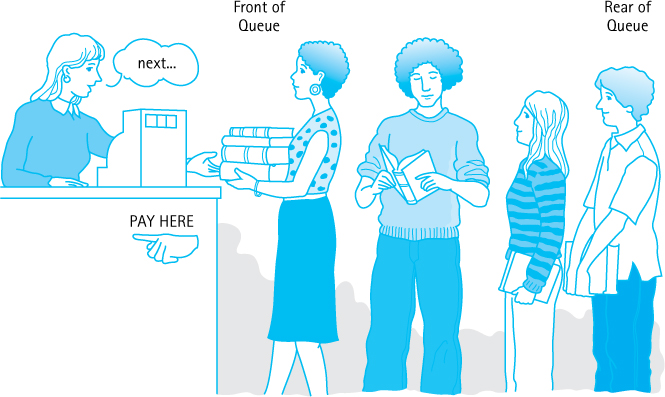 Front of
Queue
Rear of
Queue
next...
PAY HERE